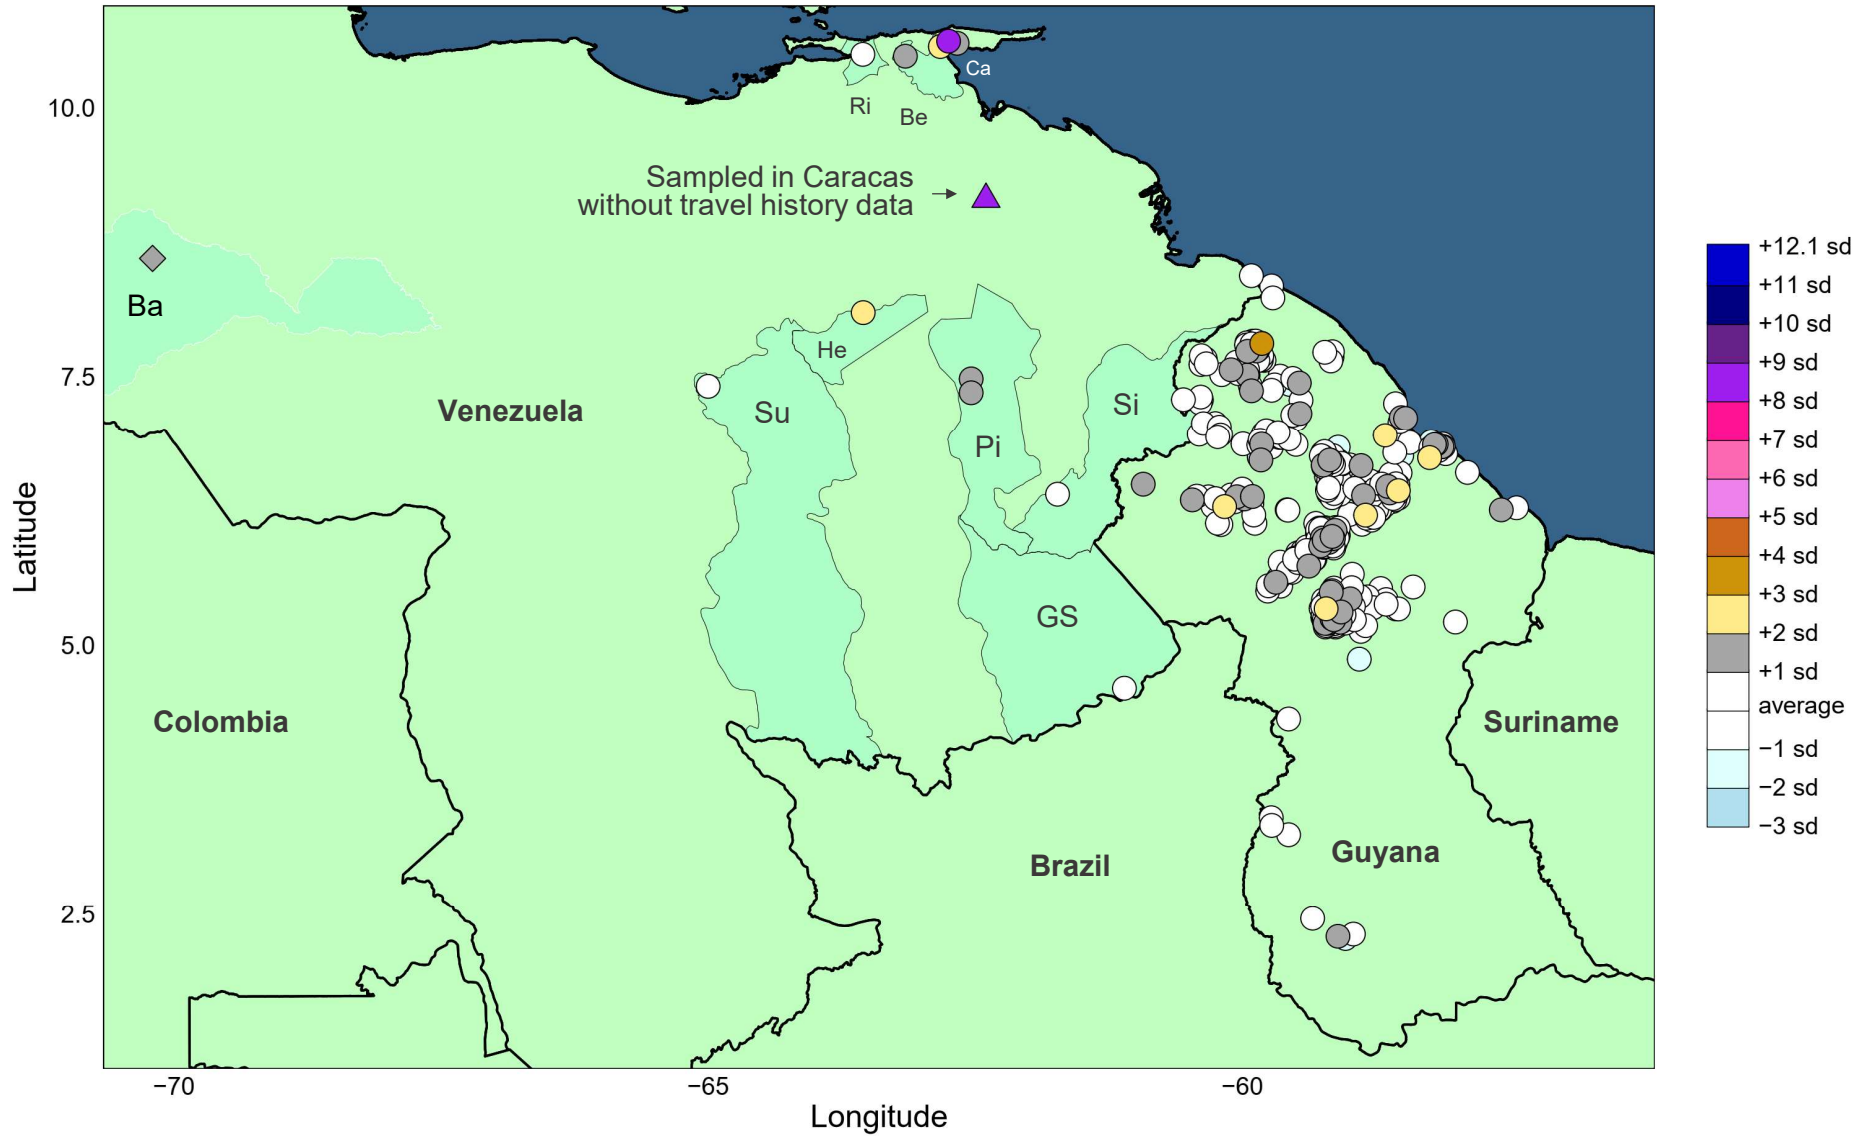 Ca
10.0
Ri
Be
Sampled in Caracas
without travel history data
Ba
He
7.5
Venezuela
Su
Si
Pi
GS
5.0
Colombia
Suriname
Guyana
Brazil
2.5
Latitude
−70
−65
−60
Longitude
+12.1 sd
+11 sd
+10 sd
+9 sd
+8 sd
+7 sd
+6 sd
+5 sd
+4 sd
+3 sd
+2 sd
+1 sd
average
−1 sd
−2 sd
−3 sd